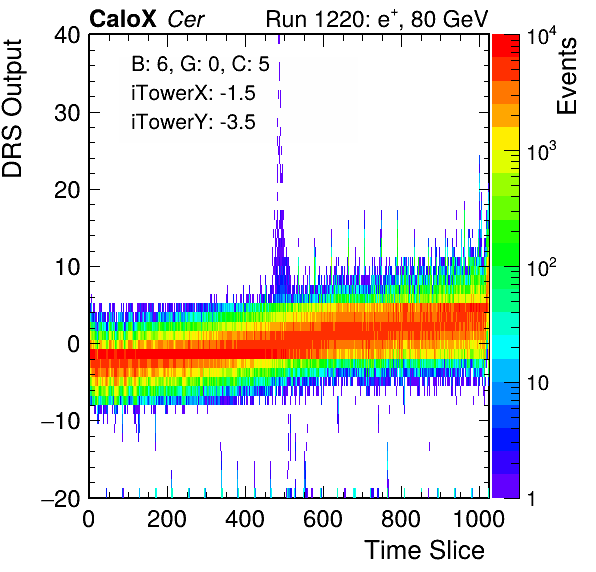 CaloX Cer Run 1220: e⁺, 80 GeV
B: 6, G: 0, C: 5
iTowerX: -1.5
iTowerY: -3.5
DRS Output
40
30
20
10
0
−10
−20
0 200 400 600 800 1000
Time Slice
Events
10⁴
10³
10²
10
1